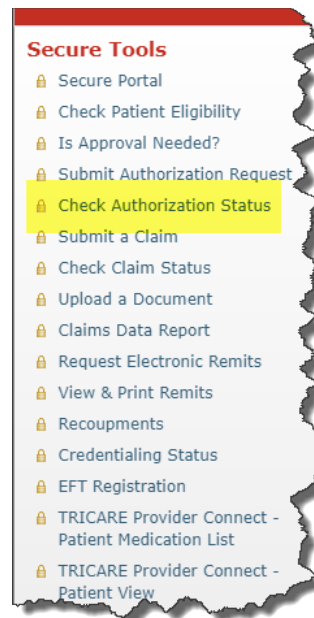 Secure Tools
Secure Portal
Check Patient Eligibility
Is Approval Needed?
Submit Authorization Request
Check Authorization Status
Submit a Claim
Check Claim Status
Upload a Document
Claims Data Report
Request Electronic Remits
View & Print Remits
Recoupments
Credentialing Status
EFT Registration
TRICARE Provider Connect -
Patient Medication List
TRICARE Provider Connect -
Patient View